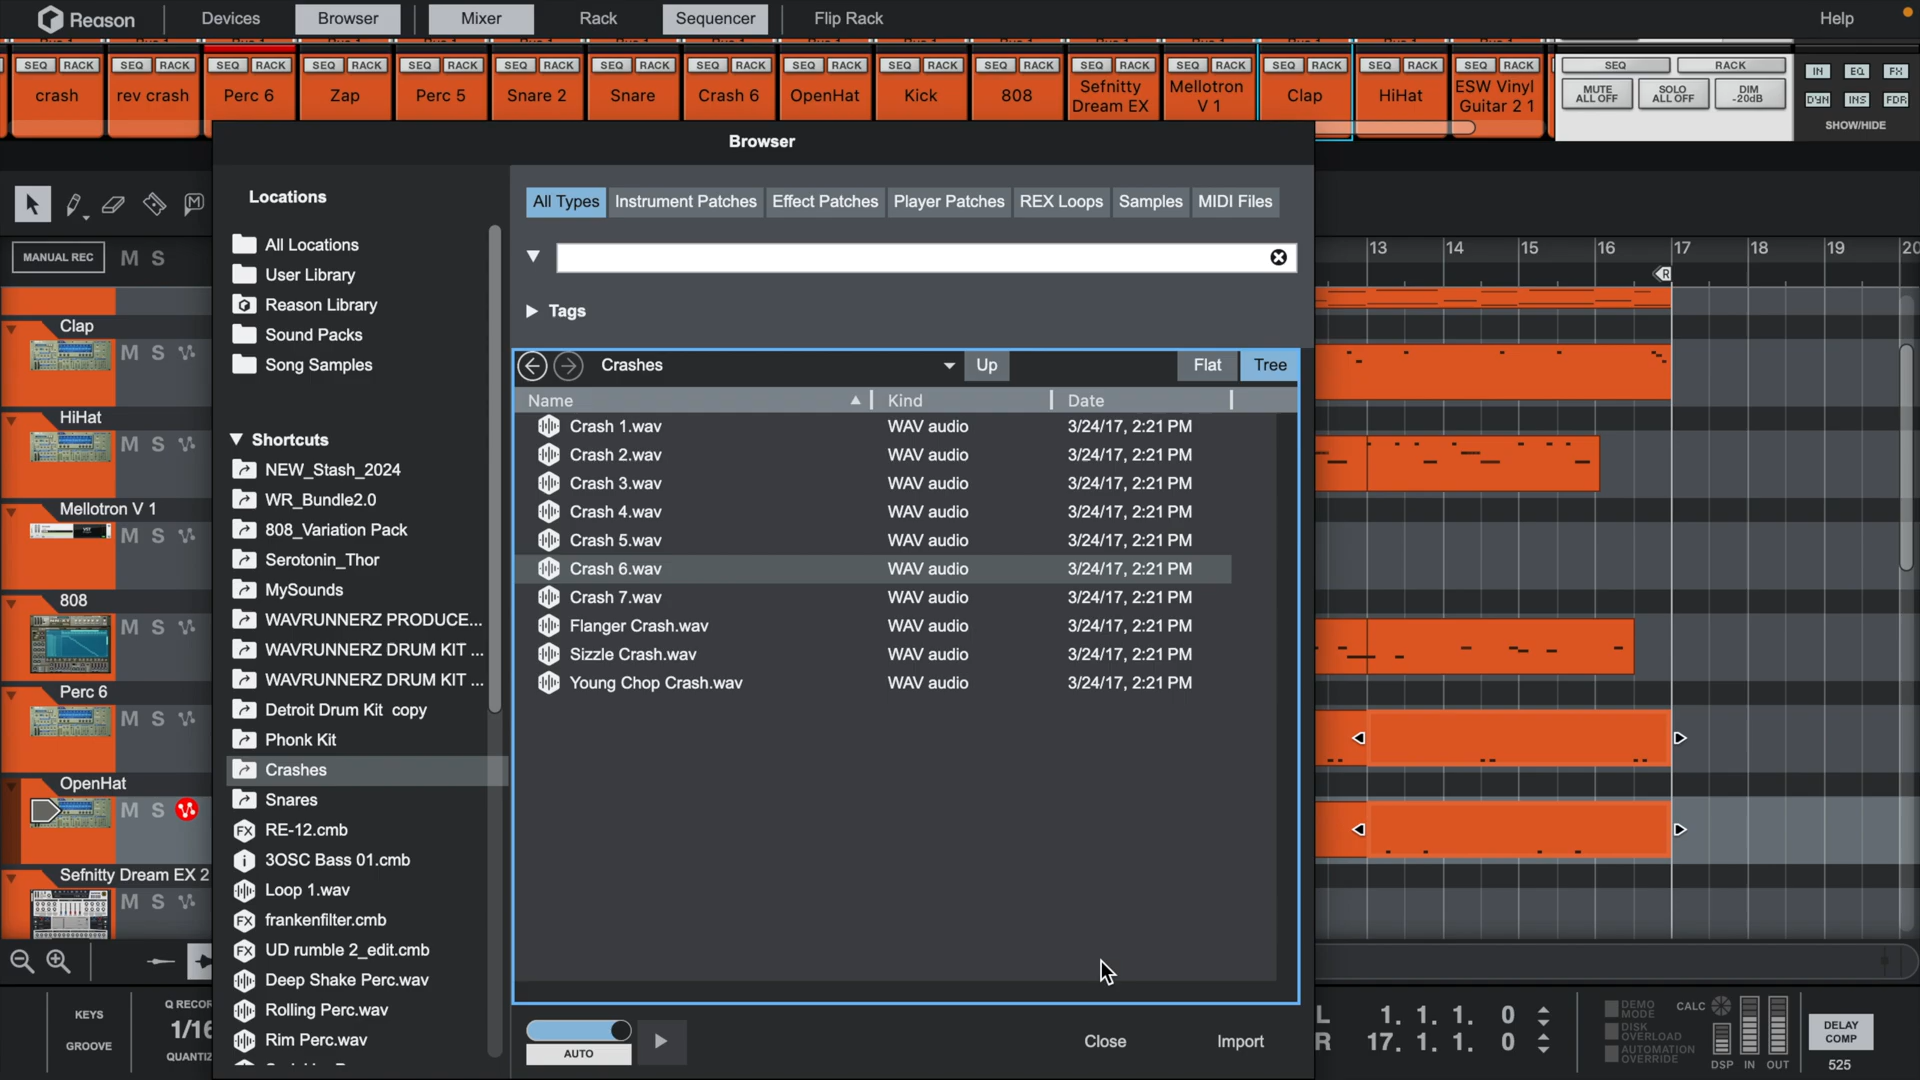 Reason Devices Browser Mixer Rack Sequencer Flip Rack Help
SEQ RACK SEQ RACK SEQ RACK SEQ RACK SEQ RACK SEQ RACK SEQ RACK SEQ RACK SEQ RACK SEQ RACK SEQ RACK SEQ RACK SEQ RACK SEQ RACK SEQ RACK SEQ RACK SEQ RACK IN EQ FX
crash rev crash Perc 6 Zap Perc 5 Snare 2 Snare Crash 6 OpenHat Kick 808 Sefnitty Dream EX Mellotron V 1 Clap HiHat ESW Vinyl Guitar 2 1
MUTE ALL OFF SOLO ALL OFF DIM -20dB DYN INS FDR
SHOW/HIDE
Browser
Locations
All Types Instrument Patches Effect Patches Player Patches REX Loops Samples MIDI Files
M
MANUAL REC M S
13 14 15 16 17 18 19 20
R
All Locations
User Library
Reason Library
Sound Packs
Song Samples
Tags
Crashes Up Flat Tree
Name Kind Date
Crash 1.wav WAV audio 3/24/17, 2:21 PM
Crash 2.wav WAV audio 3/24/17, 2:21 PM
Crash 3.wav WAV audio 3/24/17, 2:21 PM
Crash 4.wav WAV audio 3/24/17, 2:21 PM
Crash 5.wav WAV audio 3/24/17, 2:21 PM
Crash 6.wav WAV audio 3/24/17, 2:21 PM
Crash 7.wav WAV audio 3/24/17, 2:21 PM
Flanger Crash.wav WAV audio 3/24/17, 2:21 PM
Sizzle Crash.wav WAV audio 3/24/17, 2:21 PM
Young Chop Crash.wav WAV audio 3/24/17, 2:21 PM
Shortcuts
NEW_Stash_2024
WR_Bundle2.0
808_Variation Pack
Serotonin_Thor
MySounds
WAVRUNNERZ PRODUCE...
WAVRUNNERZ DRUM KIT ...
WAVRUNNERZ DRUM KIT ...
Detroit Drum Kit copy
Phonk Kit
Crashes
Snares
FX RE-12.cmb
i 3OSC Bass 01.cmb
Loop 1.wav
FX frankenfilter.cmb
FX UD rumble 2_edit.cmb
Deep Shake Perc.wav
Rolling Perc.wav
Rim Perc.wav
Clap
M S
HiHat
M S
Mellotron V 1
M S
808
M S
Perc 6
M S
OpenHat
M S
Sefnitty Dream EX 2
M S
KEYS
GROOVE
Q RECOR
1/16
QUANTIZ
AUTO
Close Import
L 1. 1. 1. 0
R 17. 1. 1. 0
DEMO MODE
DISK OVERLOAD
AUTOMATION OVERRIDE
CALC
DSP IN OUT
DELAY COMP
525